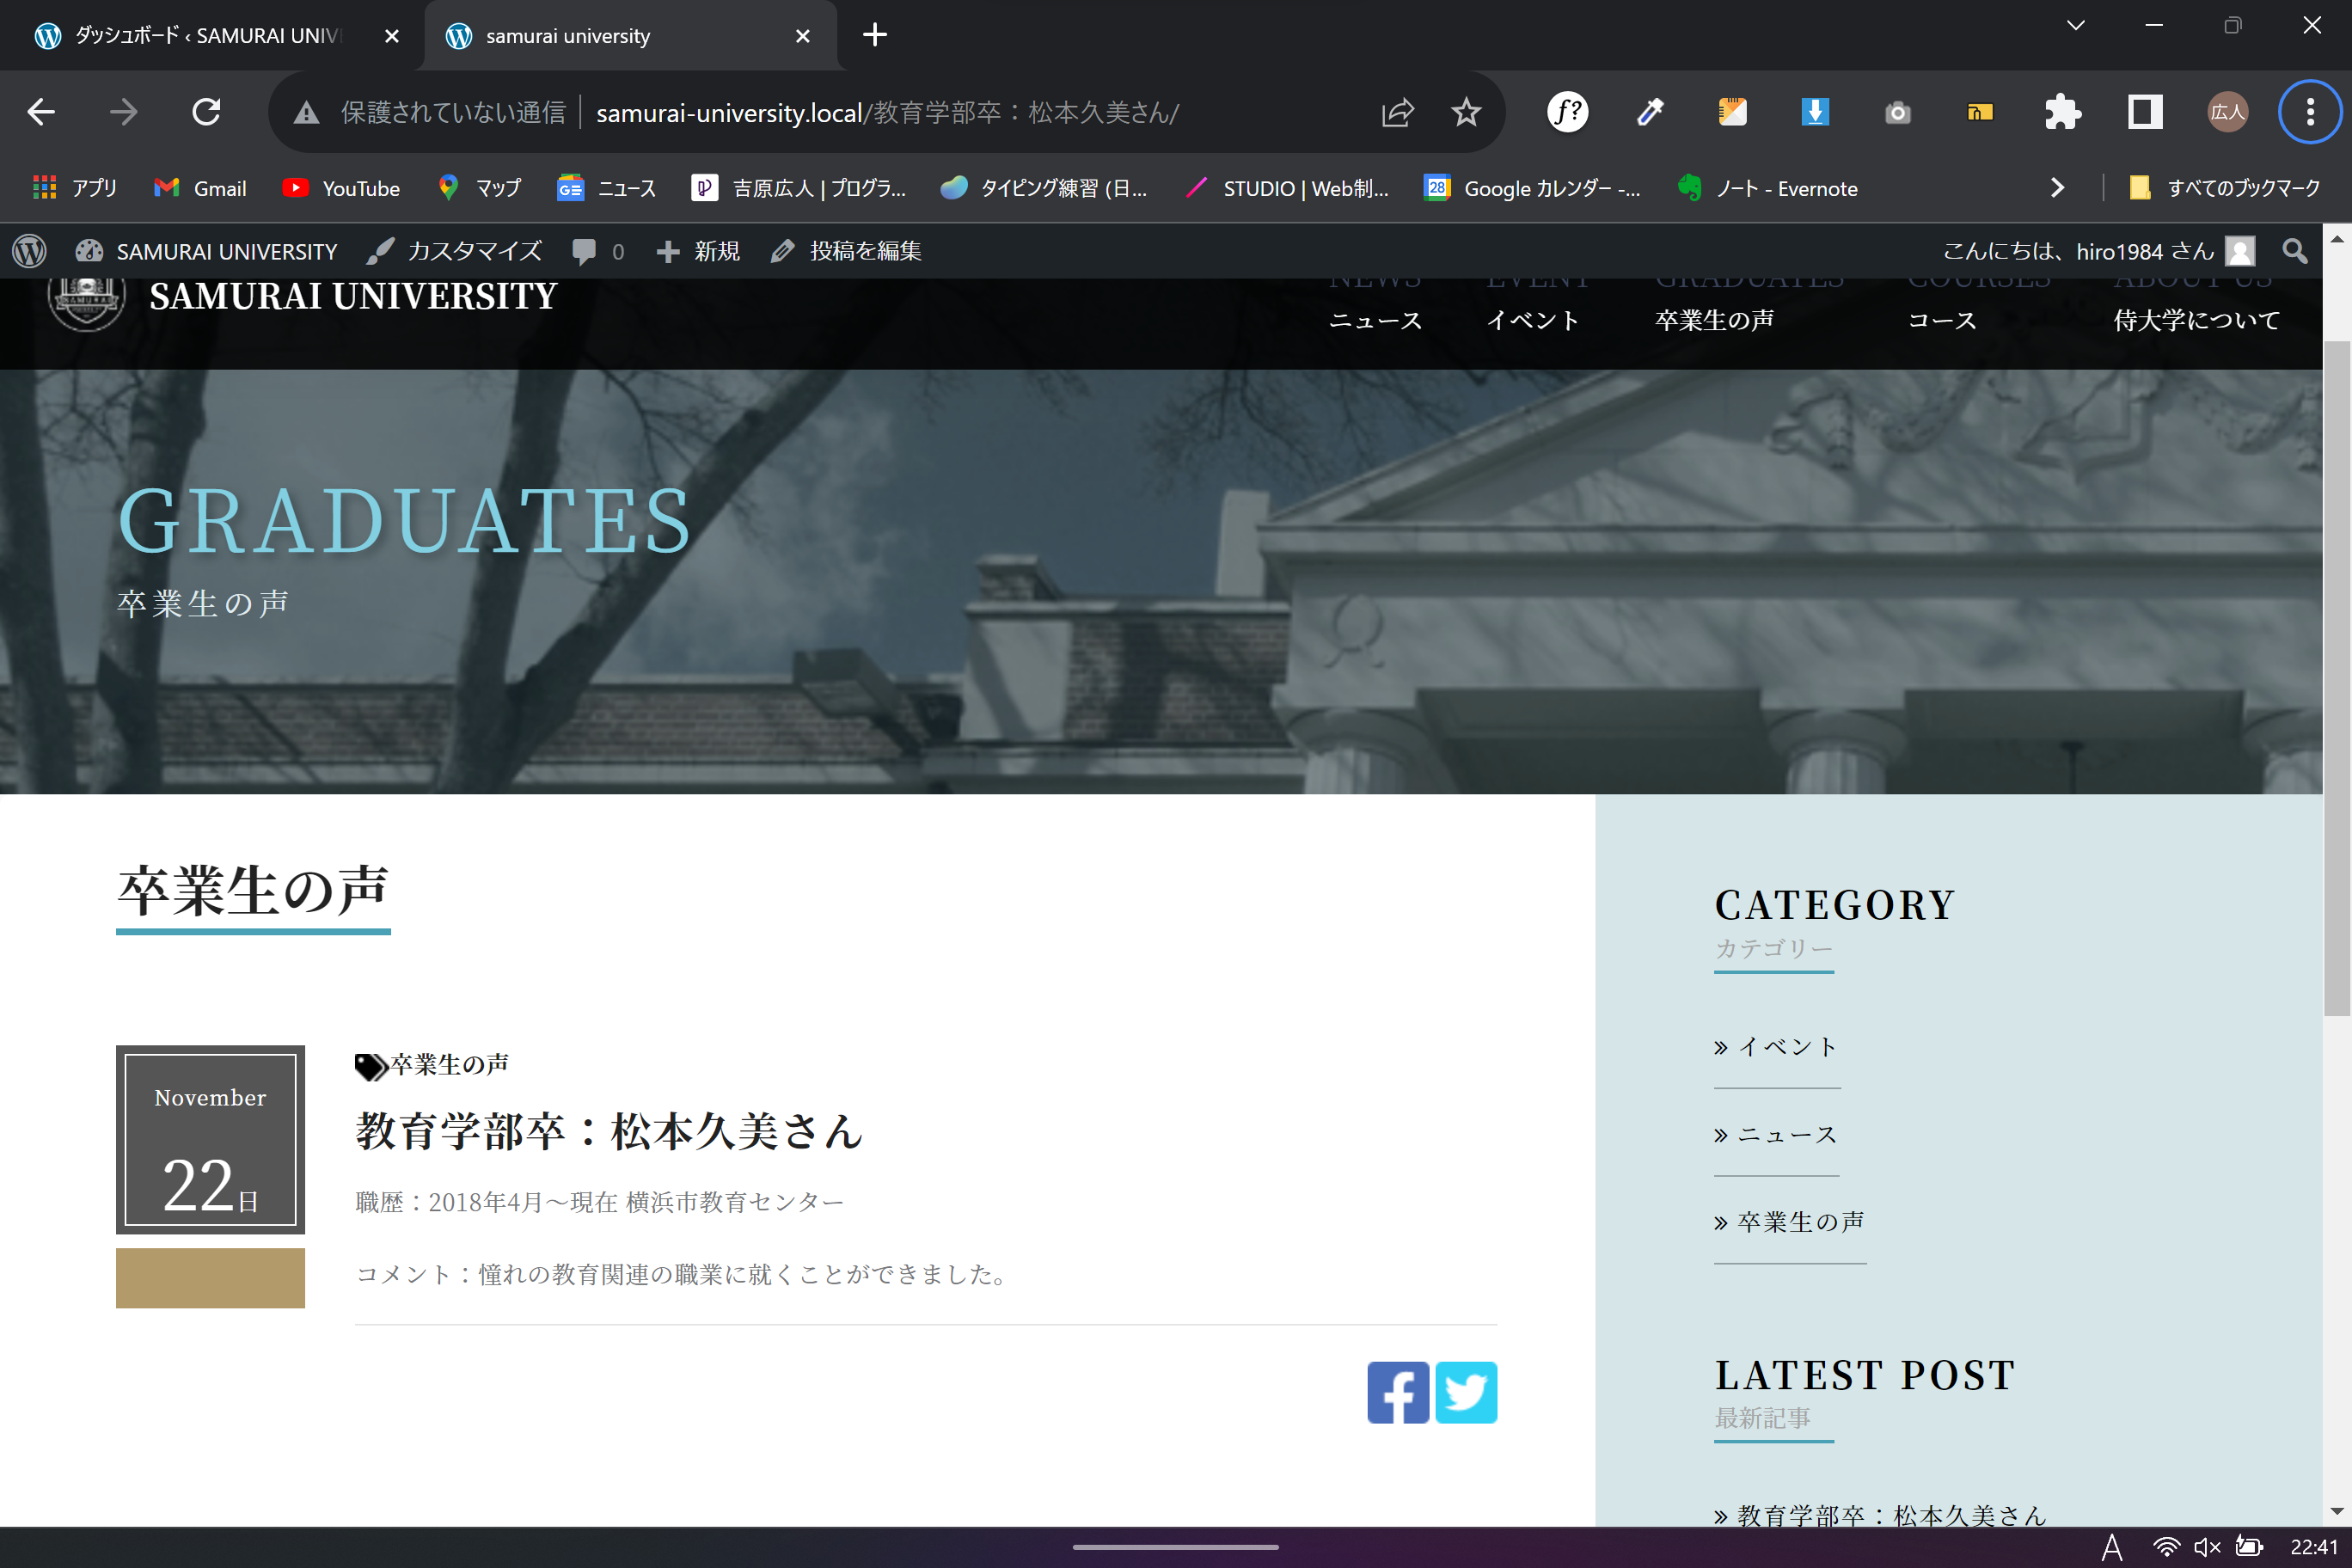 ダッシュボード ‹ SAMURAI UNIV
samurai university
保護されていない通信
samurai-university.local/教育学部卒：松本久美さん/
f?
広人
アプリ
Gmail
YouTube
マップ
ニュース
吉原広人 | プログラ...
タイピング練習 (日...
STUDIO | Web制...
28
Google カレンダー -...
ノート - Evernote
すべてのブックマーク
SAMURAI UNIVERSITY
カスタマイズ
0
新規
投稿を編集
こんにちは、hiro1984 さん
SAMURAI UNIVERSITY
NEWS
EVENT
GRADUATES
COURSES
ABOUT US
ニュース
イベント
卒業生の声
コース
侍大学について
GRADUATES
卒業生の声
卒業生の声
November
22日
卒業生の声
教育学部卒：松本久美さん
職歴：2018年4月～現在 横浜市教育センター
コメント：憧れの教育関連の職業に就くことができました。
CATEGORY
カテゴリー
» イベント
» ニュース
» 卒業生の声
LATEST POST
最新記事
» 教育学部卒：松本久美さん
A
22:41